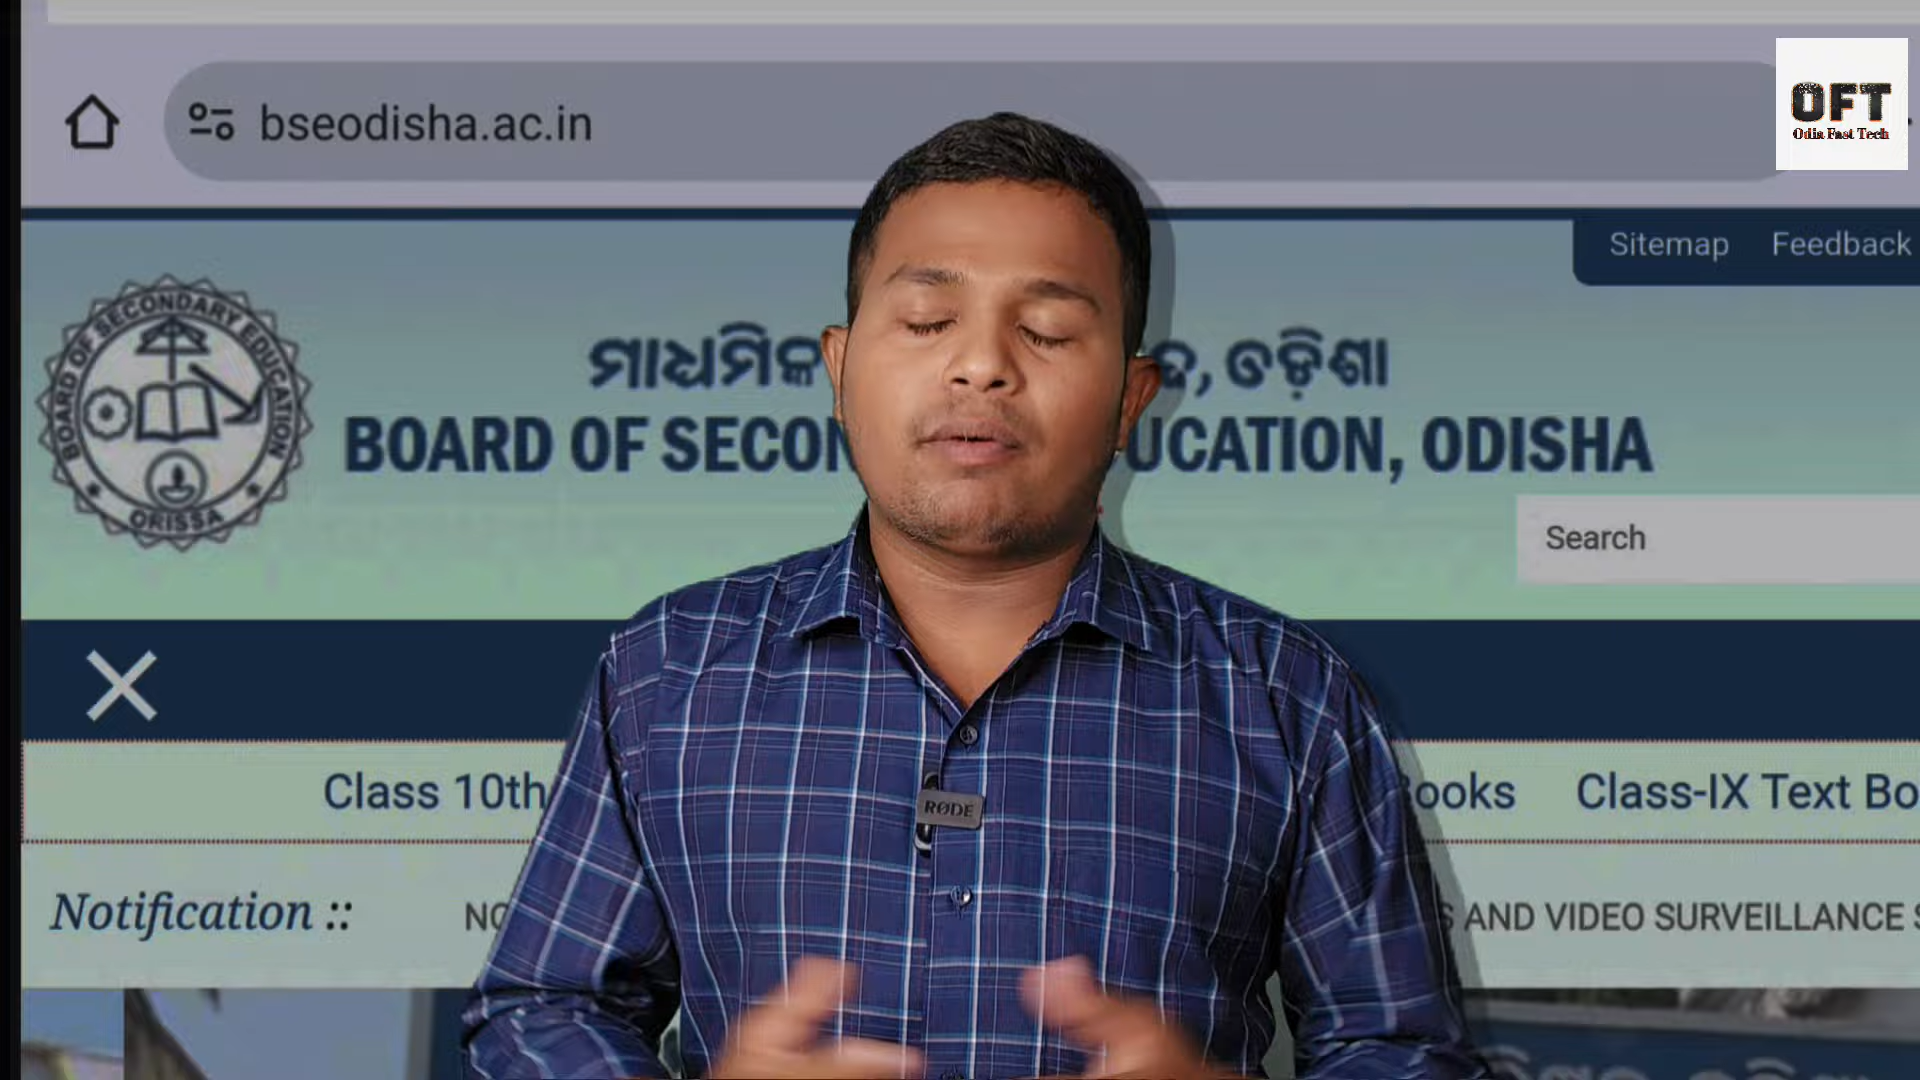 bseodisha.ac.in
OFT
Odia Fast Tech
Sitemap Feedback
BOARD OF SECONDARY EDUCATION
ORISSA
ମାଧ୍ୟମିକ , ଓଡ଼ିଶା
BOARD OF SECON UCATION, ODISHA
Search
Class 10th ooks Class-IX Text Bo
RØDE
Notification :: NO S AND VIDEO SURVEILLANCE S